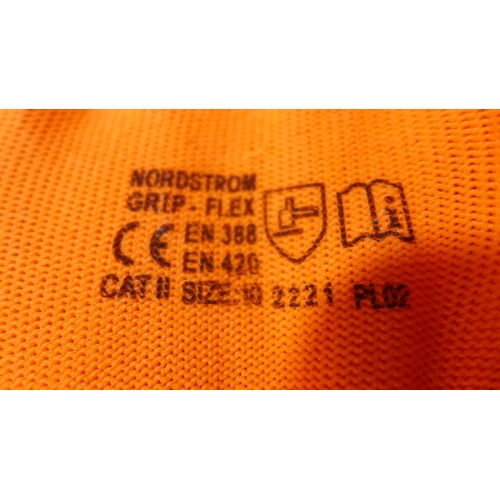 NORDSTROM
GRIP - FLEX
CE EN 388
EN 420
CAT II SIZE: 10 2221 PL02